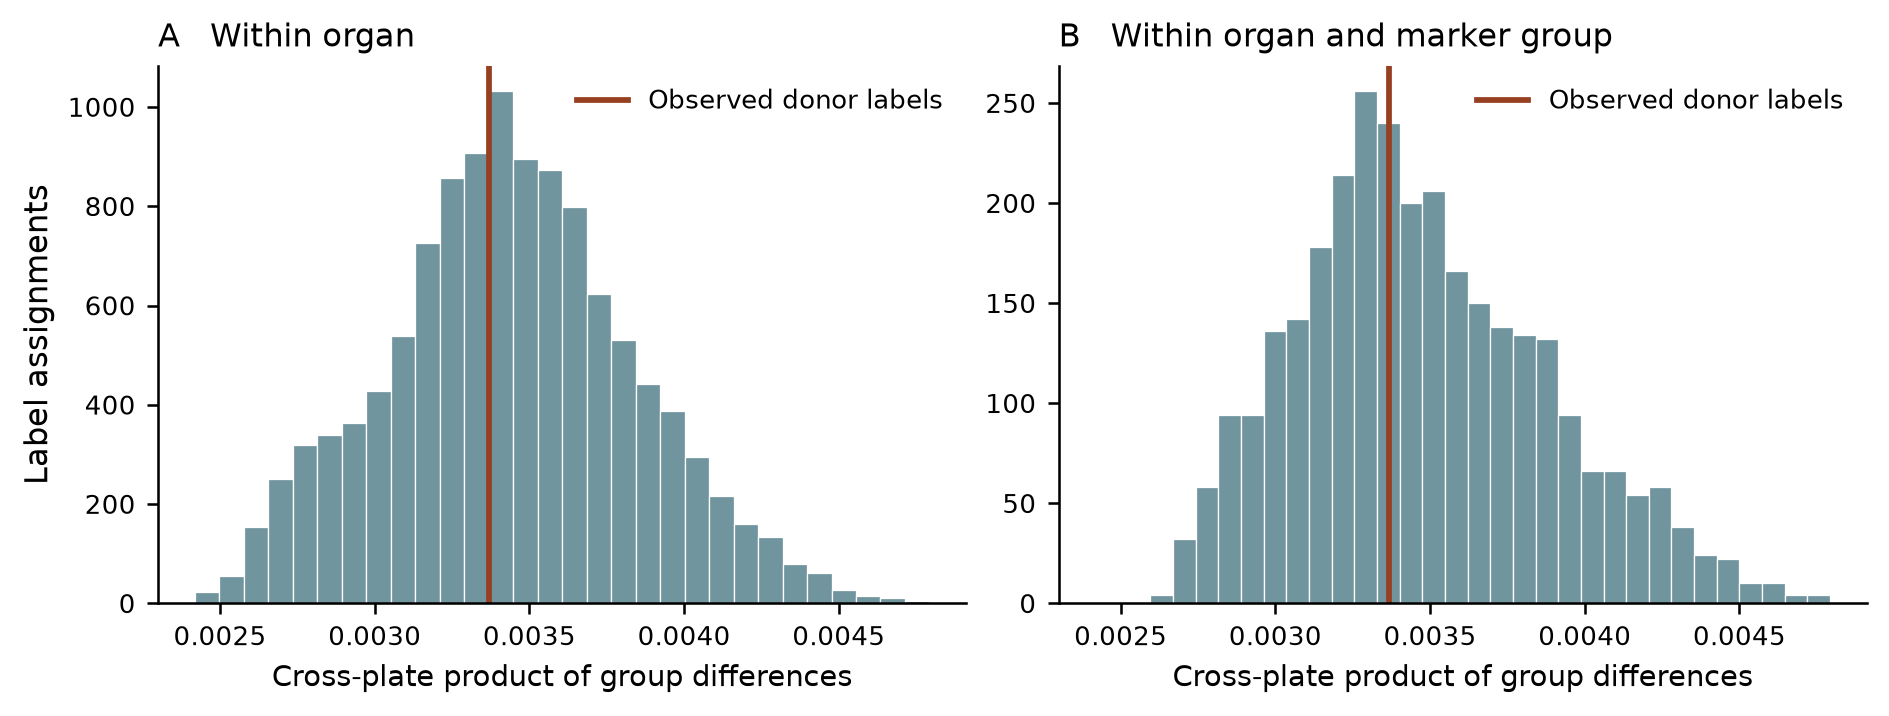 A Within organ
Observed donor labels
1000
800
600
400
200
0
Label assignments
0.0025 0.0030 0.0035 0.0040 0.0045
Cross-plate product of group differences
B Within organ and marker group
Observed donor labels
250
200
150
100
50
0
0.0025 0.0030 0.0035 0.0040 0.0045
Cross-plate product of group differences